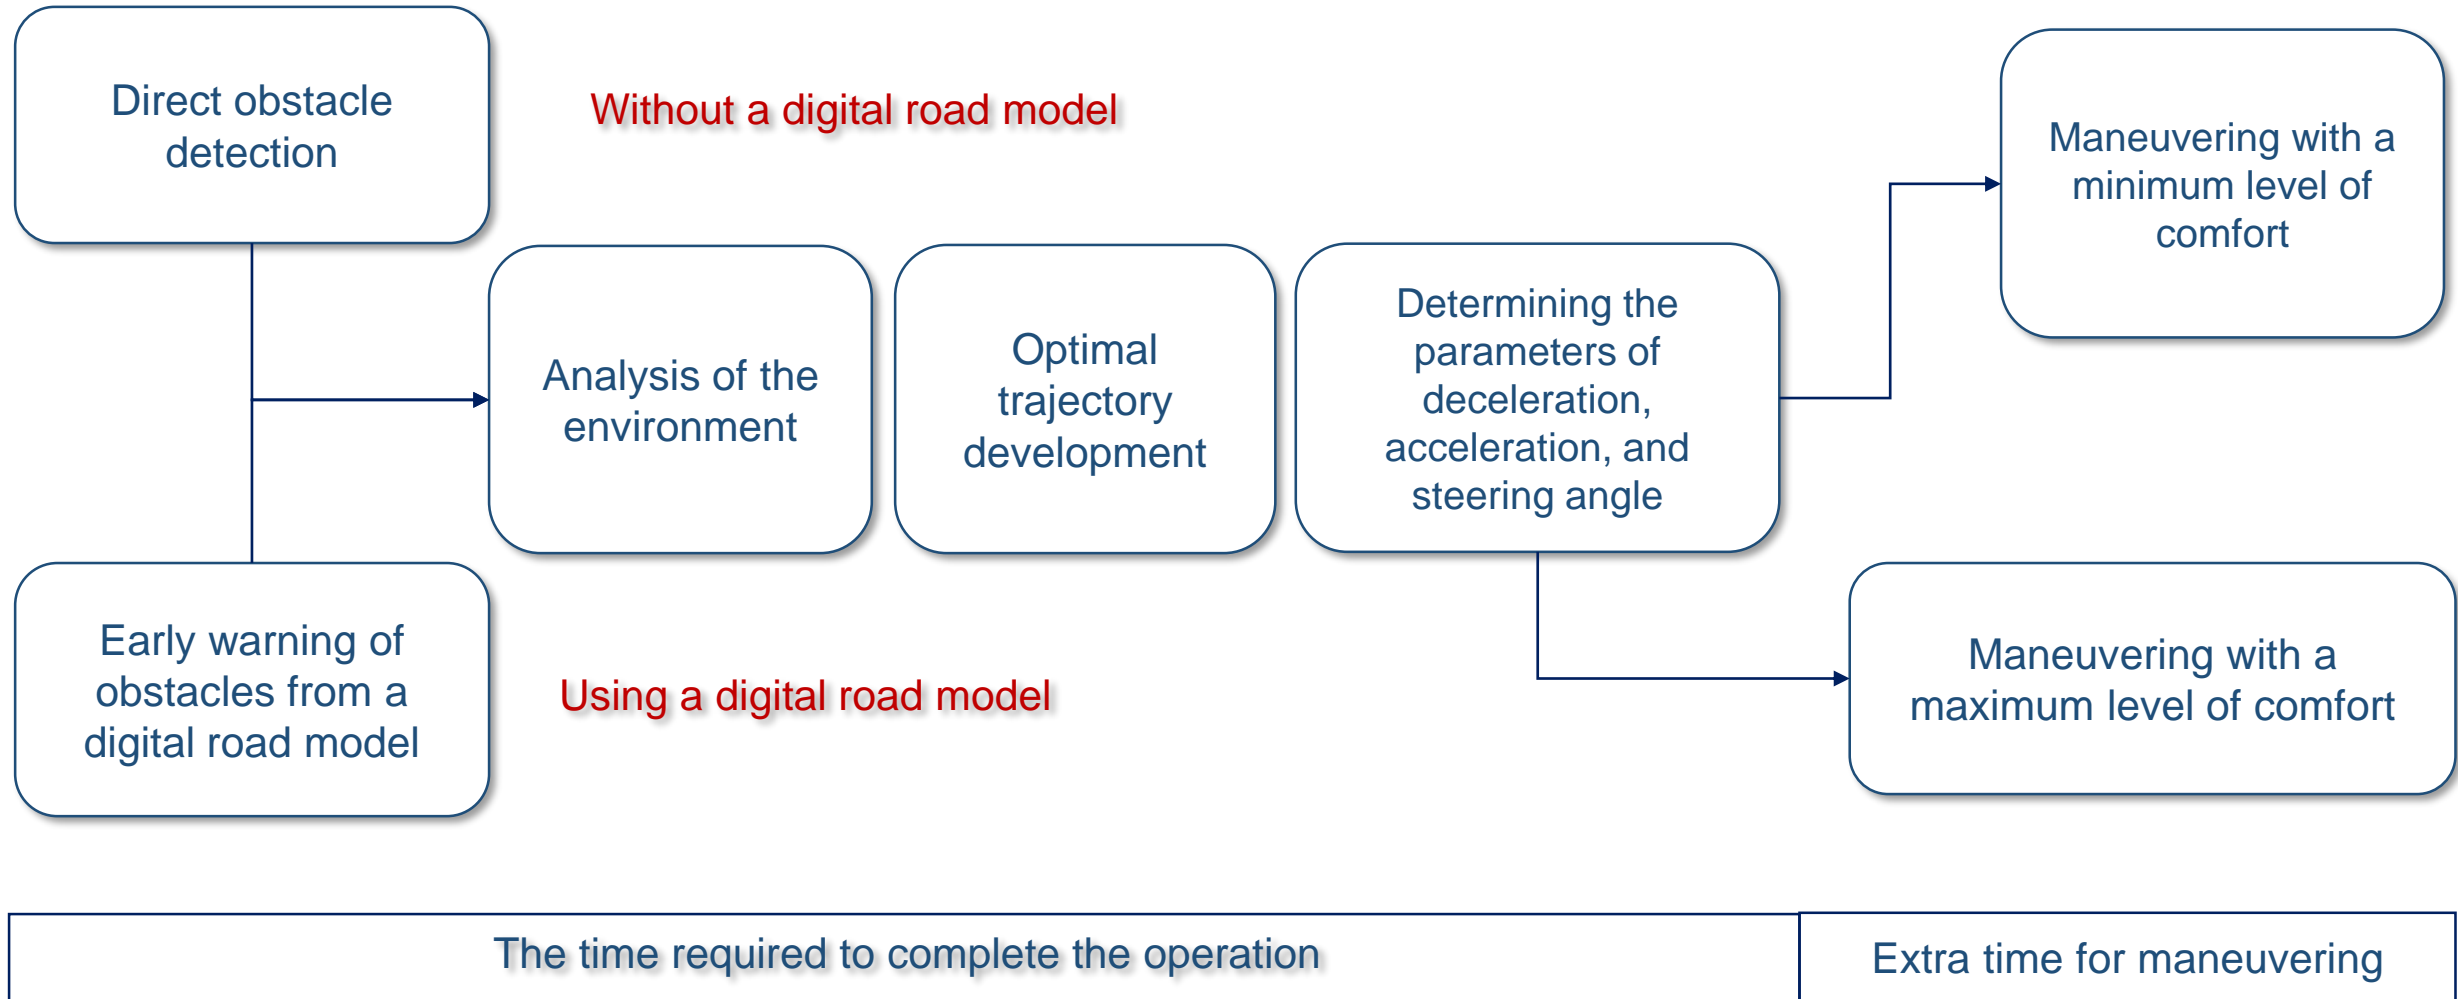 Direct obstacle
detection
Without a digital road model
Maneuvering with a
minimum level of
comfort
Analysis of the
environment
Optimal
trajectory
development
Determining the
parameters of
deceleration,
acceleration, and
steering angle
Early warning of
obstacles from a
digital road model
Using a digital road model
Maneuvering with a
maximum level of comfort
The time required to complete the operation
Extra time for maneuvering